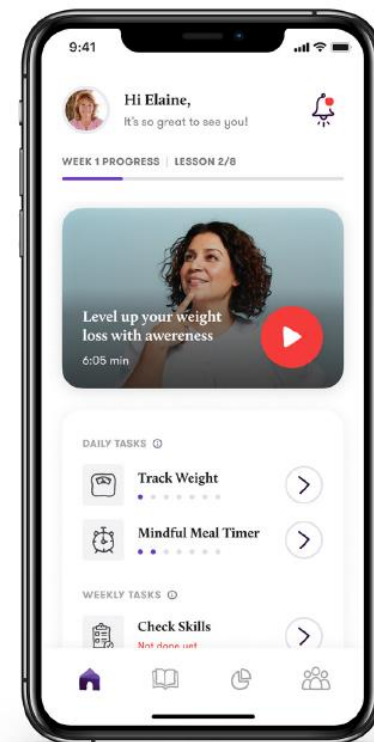 9:41
Hi Elaine,
It's so great to see you!
WEEK 1 PROGRESS | LESSON 2/8
Level up your weight
loss with awereness
6:05 min
DAILY TASKS
Track Weight
Mindful Meal Timer
WEEKLY TASKS
Check Skills
Not done yet